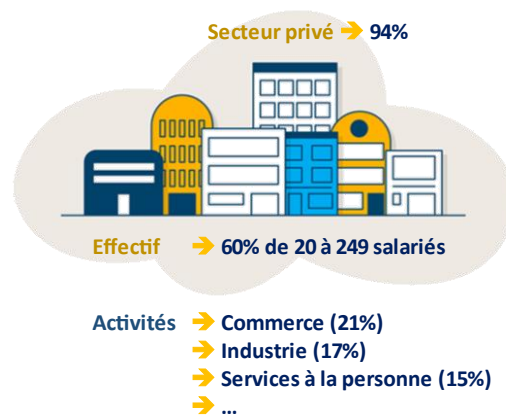 Secteur privé ➔ 94%
Effectif ➔ 60% de 20 à 249 salariés
Activités ➔ Commerce (21%)
➔ Industrie (17%)
➔ Services à la personne (15%)
➔ ...